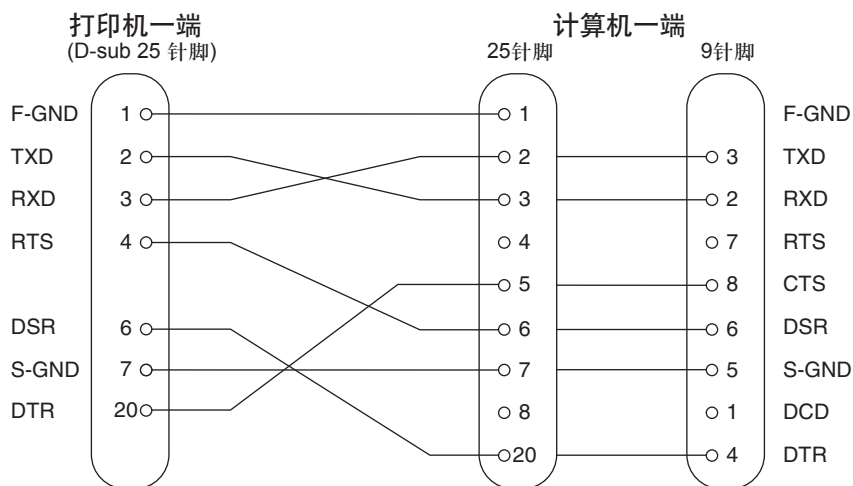 打印机一端 计算机一端
(D-sub 25 针脚) 25针脚 9针脚
F-GND 1 1 F-GND
TXD 2 2 3 TXD
RXD 3 3 2 RXD
RTS 4 4 7 RTS
5 8 CTS
DSR 6 6 6 DSR
S-GND 7 7 5 S-GND
DTR 20 8 1 DCD
20 4 DTR